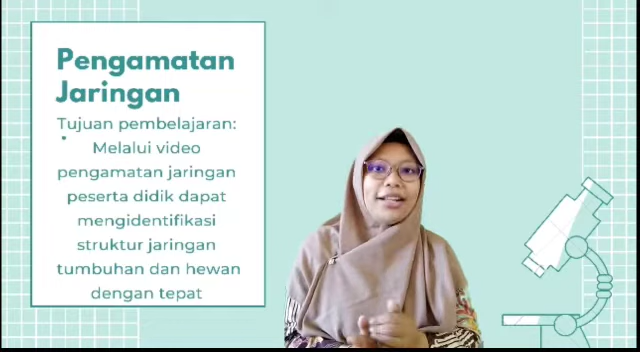 Pengamatan
Jaringan
Tujuan pembelajaran:
Melalui video
pengamatan jaringan
peserta didik dapat
mengidentifikasi
struktur jaringan
tumbuhan dan hewan
dengan tepat